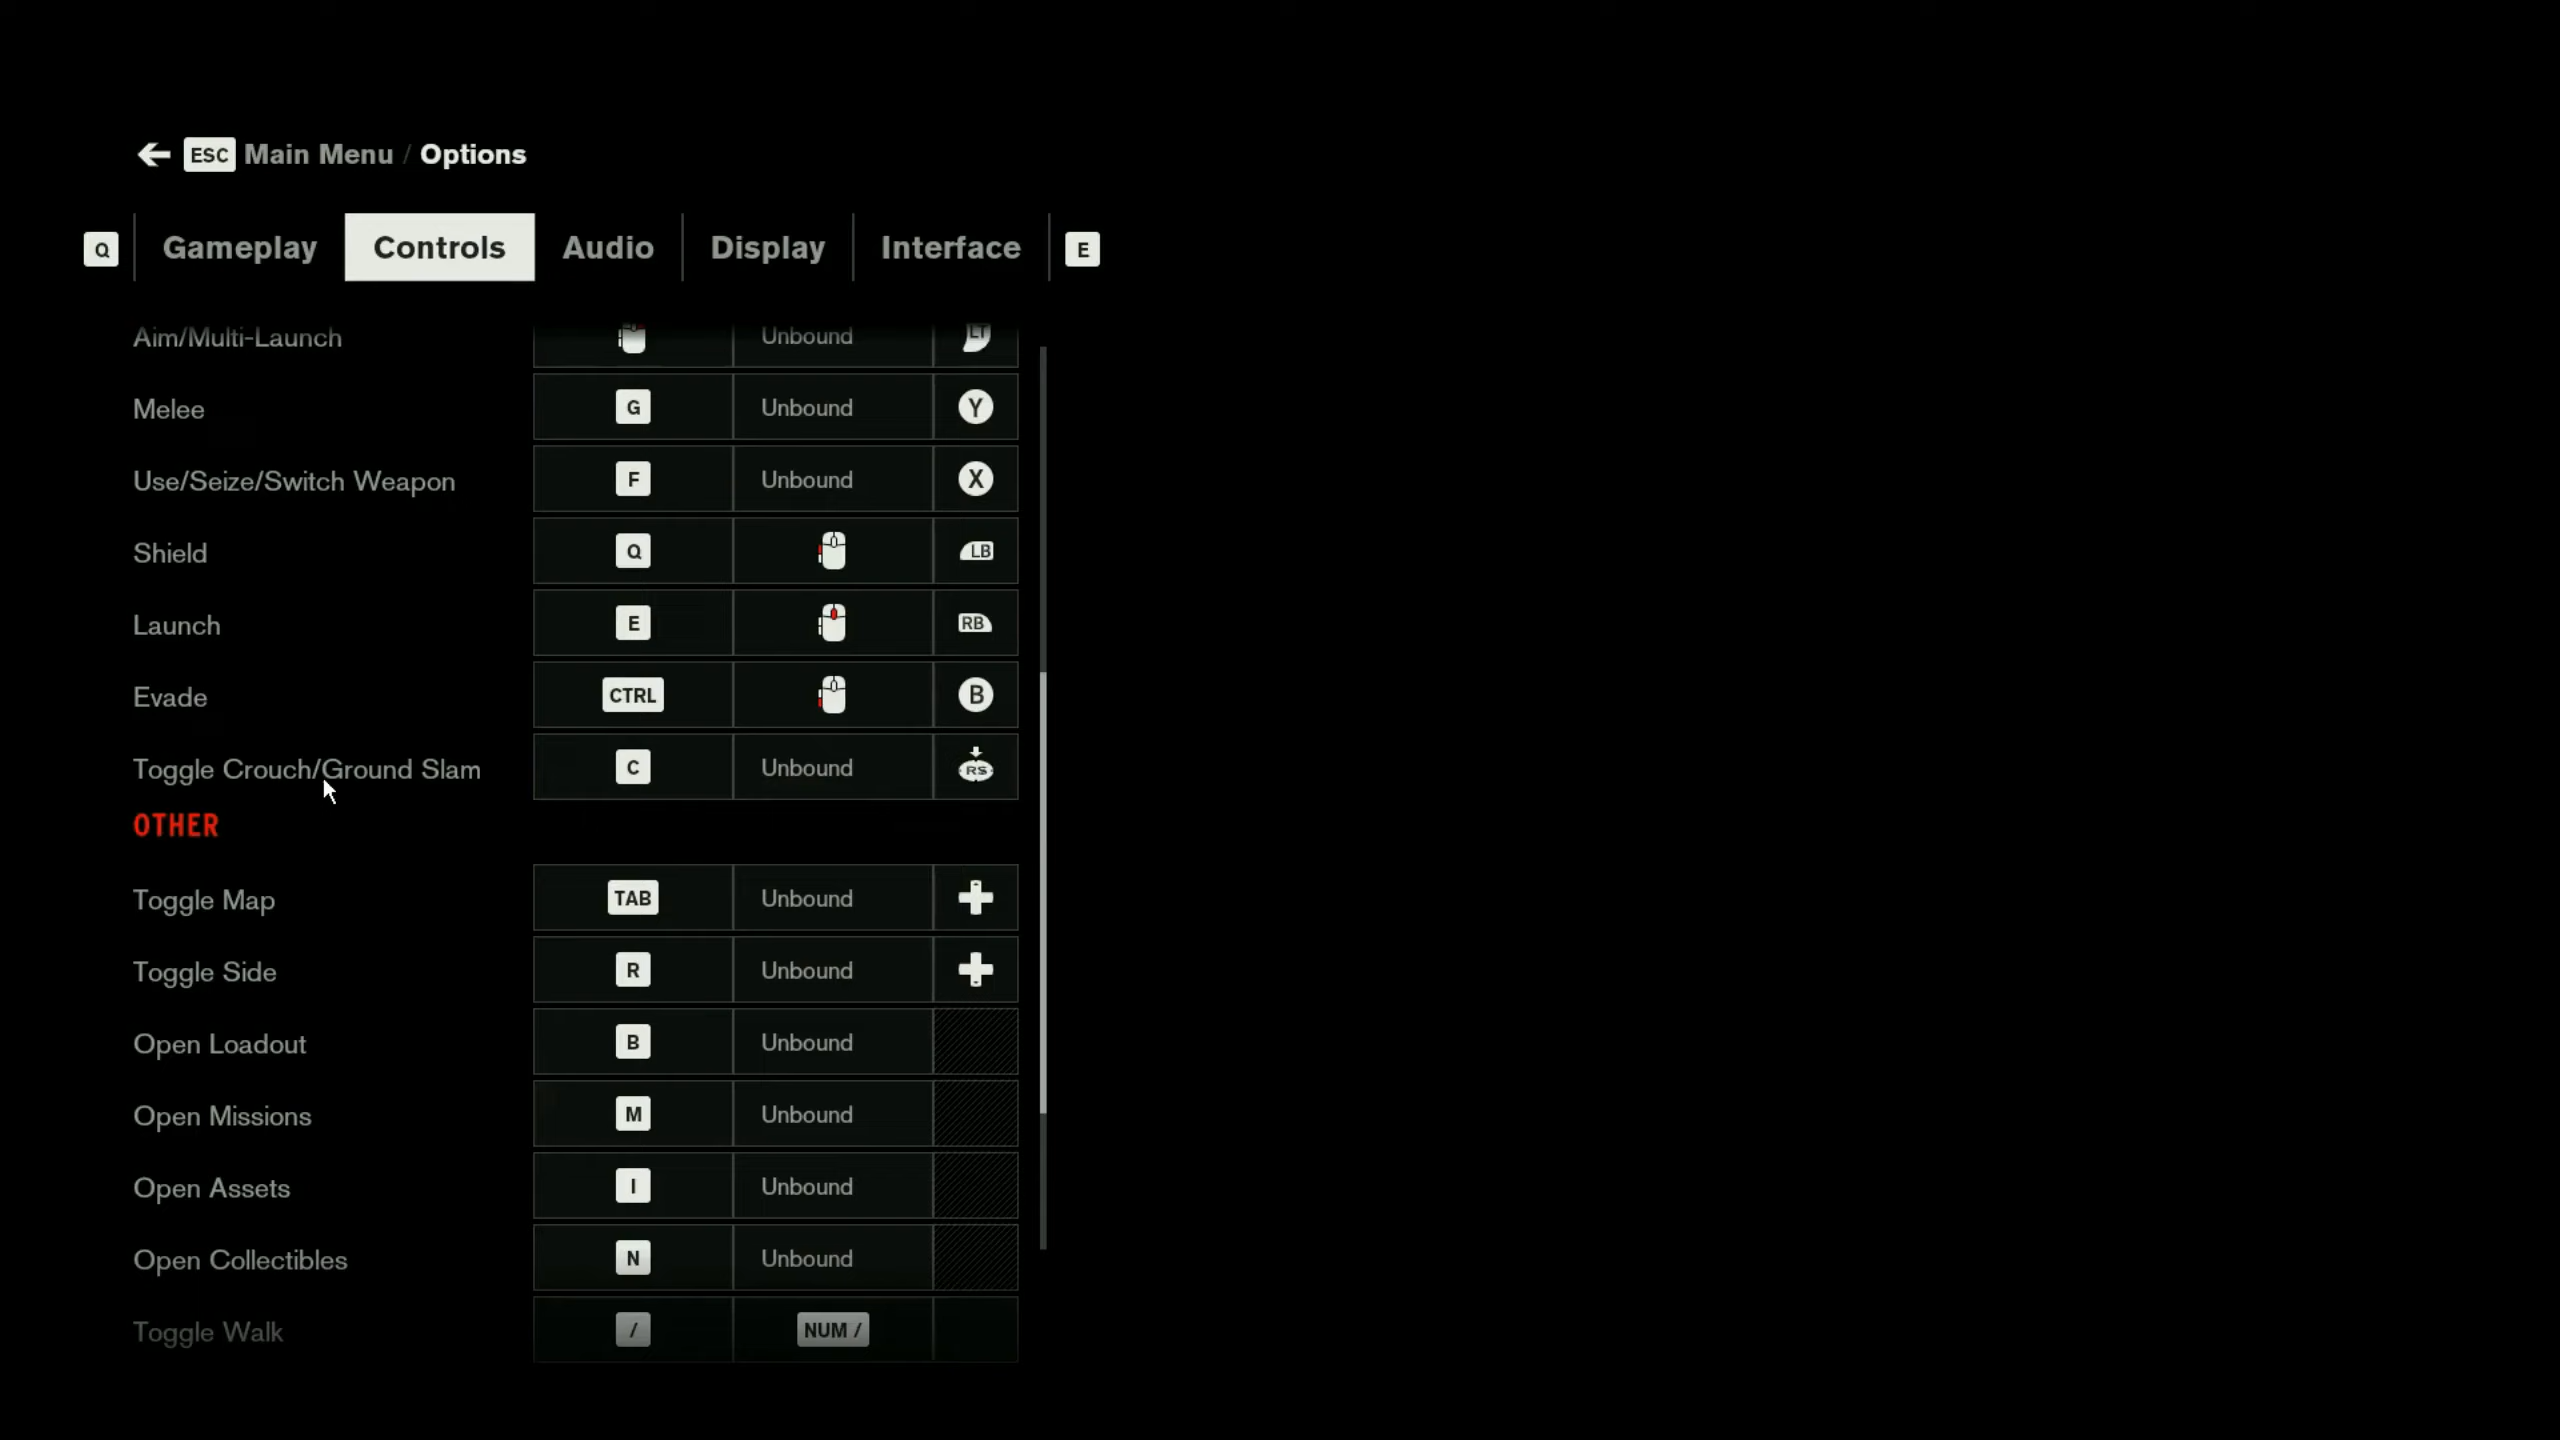 ESC Main Menu / Options
Q Gameplay Controls Audio Display Interface E
Aim/Multi-Launch Unbound LT
Melee G Unbound Y
Use/Seize/Switch Weapon F Unbound X
Shield Q LB
Launch E RB
Evade CTRL B
Toggle Crouch/Ground Slam C Unbound RS
OTHER
Toggle Map TAB Unbound
Toggle Side R Unbound
Open Loadout B Unbound
Open Missions M Unbound
Open Assets I Unbound
Open Collectibles N Unbound
Toggle Walk / NUM /